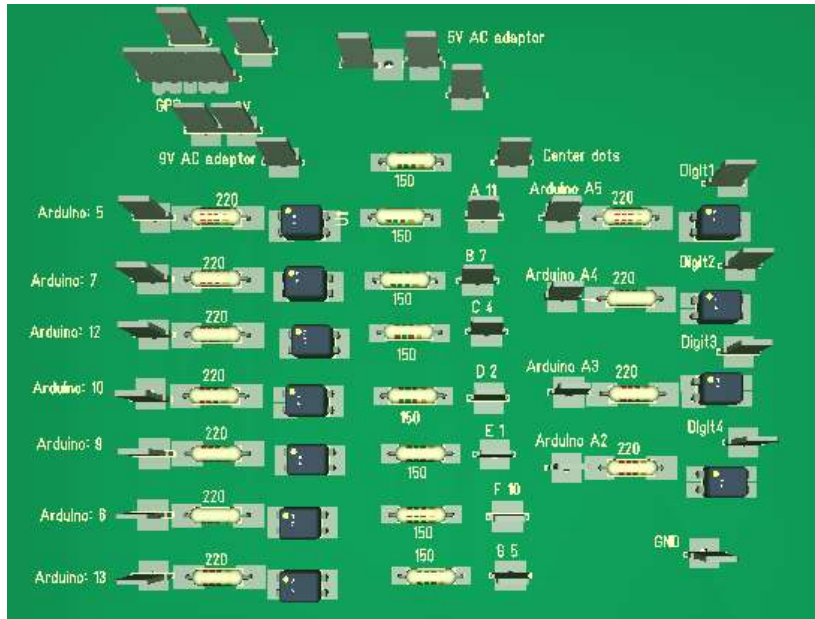 5V AC adaptor
9V AC adaptor
Center dots
150
Digit1
Arduino: 5
220
150
A 11
Arduino A5
220
Arduino: 7
220
150
B 7
Arduino A4
220
Digit2
Arduino: 12
220
150
C 4
Digit3
Arduino: 10
220
150
D 2
Arduino A3
220
Arduino: 9
220
150
E 1
Arduino A2
220
Digit4
Arduino: 6
220
150
F 10
GND
Arduino: 13
220
150